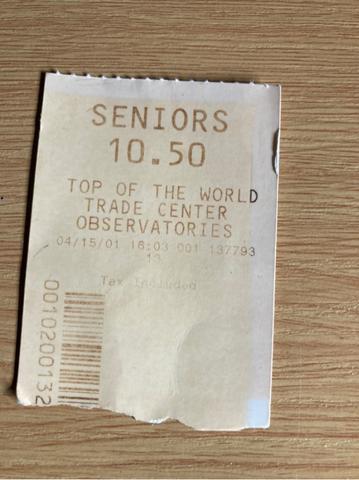 SENIORS
10.50
TOP OF THE WORLD
TRADE CENTER
OBSERVATORIES
04/15/01 16:03 001 137793
13
Tax Included
0010200132